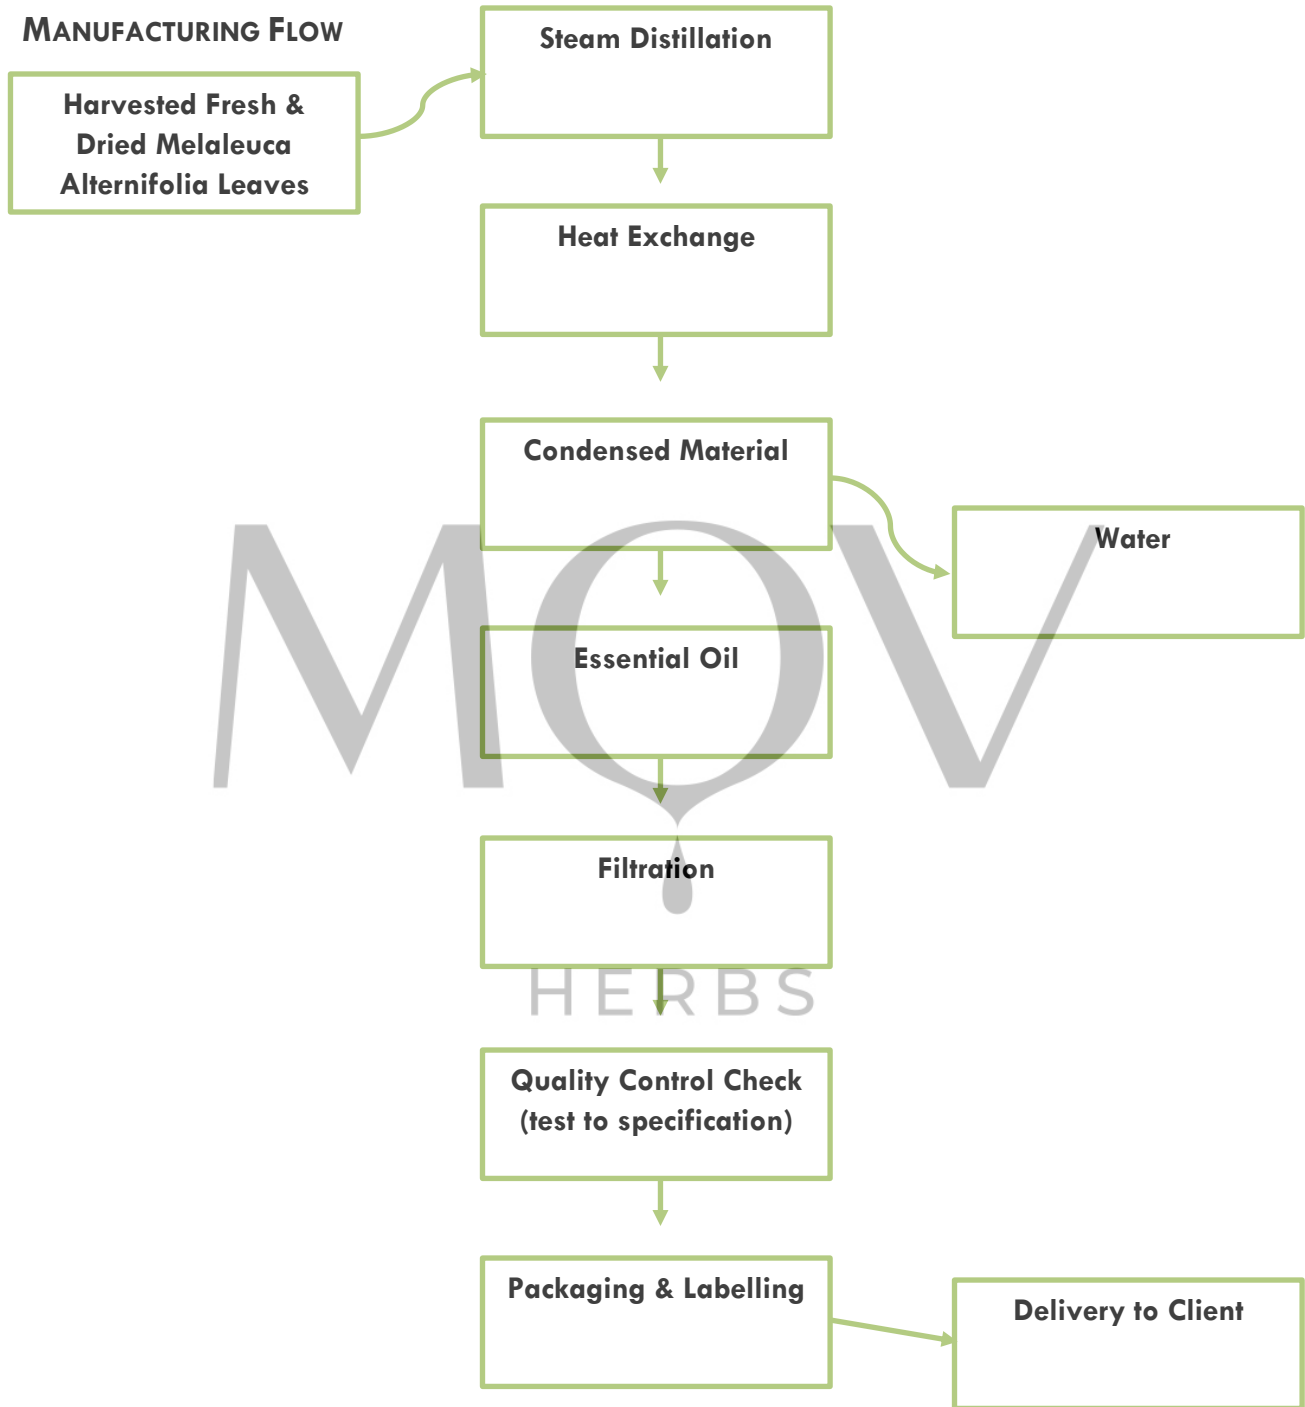 MANUFACTURING FLOW
Steam Distillation
Harvested Fresh &
Dried Melaleuca
Alternifolia Leaves
Heat Exchange
Condensed Material
Water
Essential Oil
MOV
Filtration
HERBS
Quality Control Check
(test to specification)
Packaging & Labelling
Delivery to Client